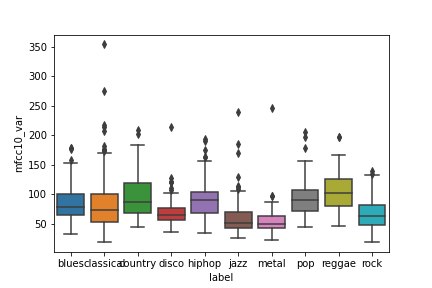 350
300
250
200
150
100
50
mfcc10_var
blues classical country disco hiphop jazz metal pop reggae rock
label